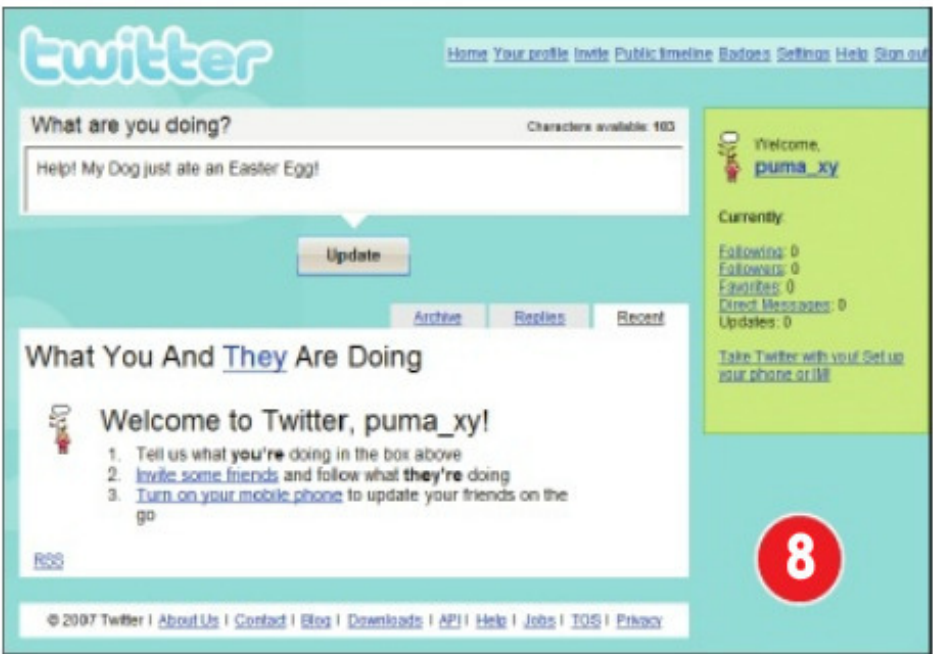 twitter
Home Your profile Invite Public timeline Badges Settings Help Sign out
What are you doing?
Characters available: 103
Help! My Dog just ate an Easter Egg!
Update
Welcome,
puma_xy
Currently:
Following: 0
Followers: 0
Favorites: 0
Direct Messages: 0
Updates: 0
Take Twitter with you! Set up
your phone or IM!
Archive Replies Recent
What You And They Are Doing
Welcome to Twitter, puma_xy!
1. Tell us what you're doing in the box above
2. Invite some friends and follow what they're doing
3. Turn on your mobile phone to update your friends on the
go
RSS
8
© 2007 Twitter | About Us | Contact | Blog | Downloads | API | Help | Jobs | TOS | Privacy